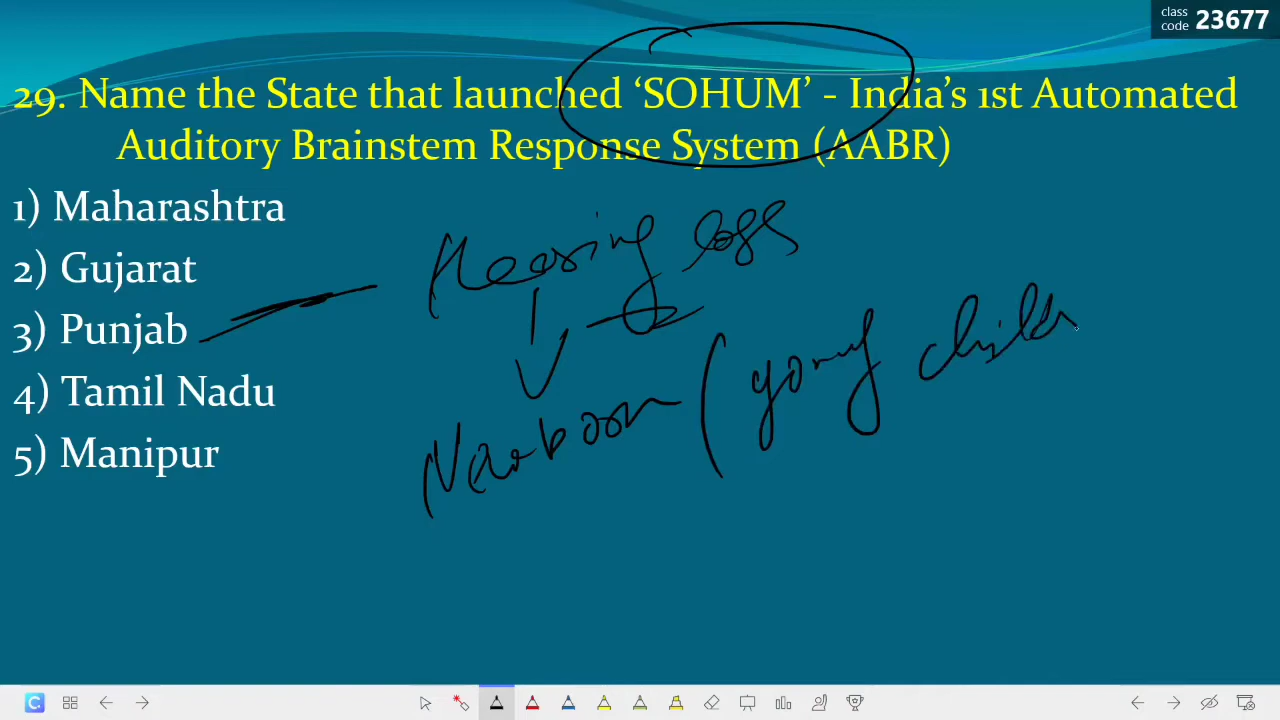 class
code 23677
29. Name the State that launched ‘SOHUM’ - India’s 1st Automated
Auditory Brainstem Response System (AABR)
1) Maharashtra
2) Gujarat
3) Punjab
4) Tamil Nadu
5) Manipur
Hearing loss
Newborn (young childr